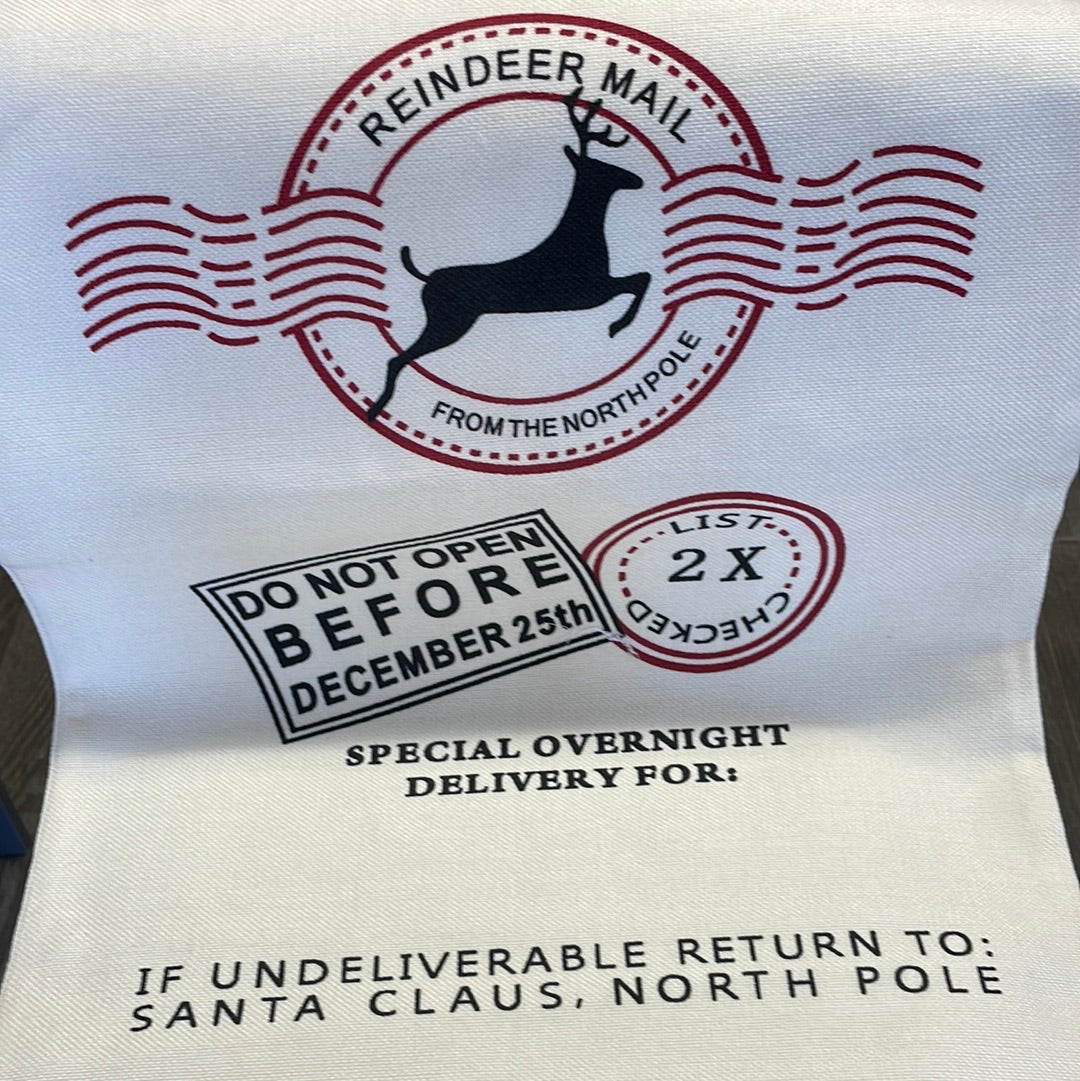 REINDEER MAIL
FROM THE NORTH POLE
DO NOT OPEN
BEFORE
DECEMBER 25th
LIST
2 X
CHECKED
SPECIAL OVERNIGHT
DELIVERY FOR:
IF UNDELIVERABLE RETURN TO:
SANTA CLAUS, NORTH POLE